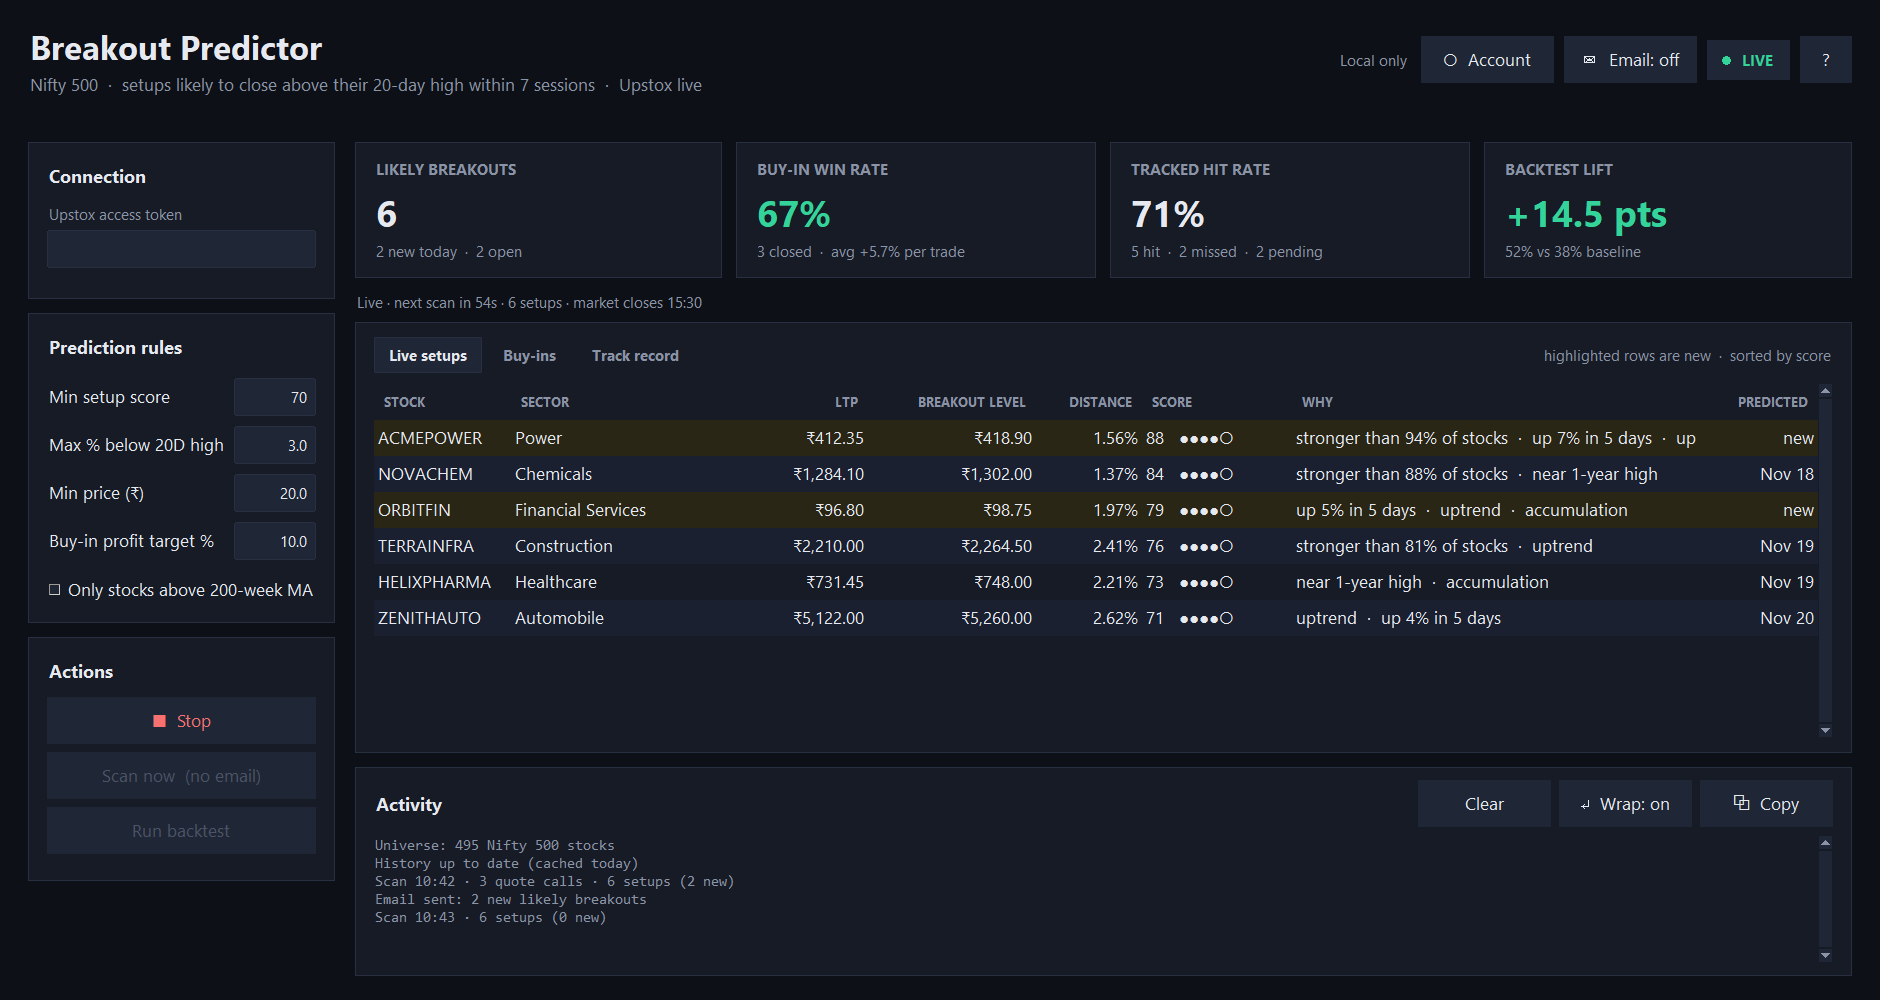 Breakout Predictor
Nifty 500 · setups likely to close above their 20-day high within 7 sessions · Upstox live
Local only
Account
Email: off
LIVE
?
Connection
Upstox access token
Prediction rules
Min setup score 70
Max % below 20D high 3.0
Min price (₹) 20.0
Buy-in profit target % 10.0
Only stocks above 200-week MA
Actions
Stop
Scan now (no email)
Run backtest
LIKELY BREAKOUTS
6
2 new today · 2 open
BUY-IN WIN RATE
67%
3 closed · avg +5.7% per trade
TRACKED HIT RATE
71%
5 hit · 2 missed · 2 pending
BACKTEST LIFT
+14.5 pts
52% vs 38% baseline
Live · next scan in 54s · 6 setups · market closes 15:30
Live setups Buy-ins Track record highlighted rows are new · sorted by score
STOCK SECTOR LTP BREAKOUT LEVEL DISTANCE SCORE WHY PREDICTED
ACMEPOWER Power ₹412.35 ₹418.90 1.56% 88 ●●●●○ stronger than 94% of stocks · up 7% in 5 days · up new
NOVACHEM Chemicals ₹1,284.10 ₹1,302.00 1.37% 84 ●●●●○ stronger than 88% of stocks · near 1-year high Nov 18
ORBITFIN Financial Services ₹96.80 ₹98.75 1.97% 79 ●●●●○ up 5% in 5 days · uptrend · accumulation new
TERRAINFRA Construction ₹2,210.00 ₹2,264.50 2.41% 76 ●●●●○ stronger than 81% of stocks · uptrend Nov 19
HELIXPHARMA Healthcare ₹731.45 ₹748.00 2.21% 73 ●●●●○ near 1-year high · accumulation Nov 19
ZENITHAUTO Automobile ₹5,122.00 ₹5,260.00 2.62% 71 ●●●●○ uptrend · up 4% in 5 days Nov 20
Activity
Clear
Wrap: on
Copy
Universe: 495 Nifty 500 stocks
History up to date (cached today)
Scan 10:42 · 3 quote calls · 6 setups (2 new)
Email sent: 2 new likely breakouts
Scan 10:43 · 6 setups (0 new)